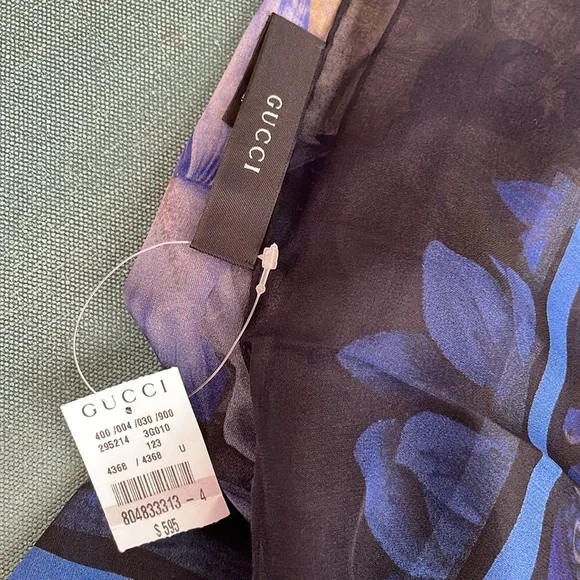 GUCCI
GUCCI
400 /004 /030 /900
295214 3G010
123
4368 / 4368 U
804833313 - 4
$ 595